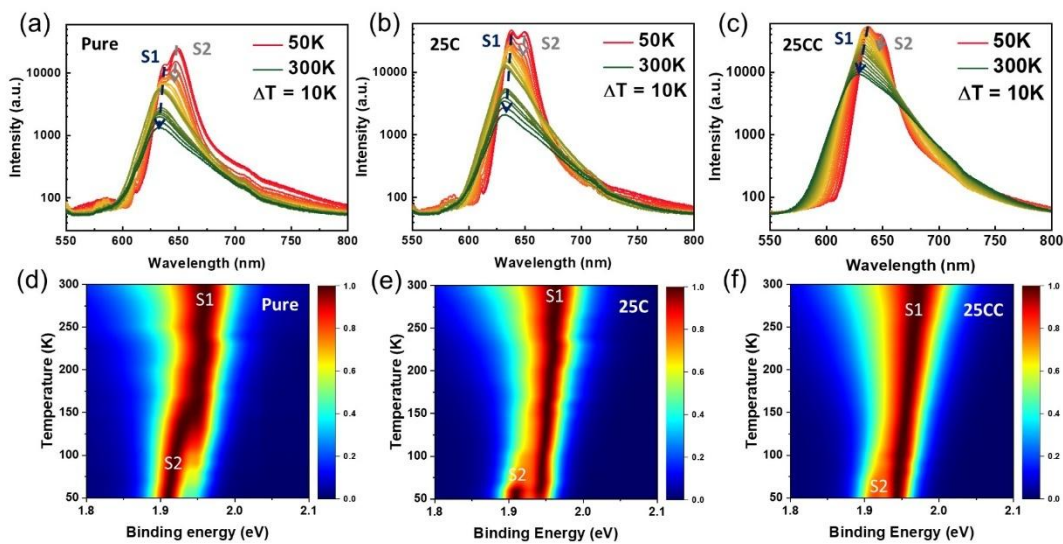 (a)
Pure
S1
S2
50K
300K
ΔT = 10K
10000
1000
100
Intensity (a.u.)
550 600 650 700 750 800
Wavelength (nm)
(b)
25C
S1
S2
50K
300K
ΔT = 10K
10000
1000
100
Intensity (a.u.)
550 600 650 700 750 800
Wavelength (nm)
(c)
25CC
S1
S2
50K
300K
ΔT = 10K
10000
1000
100
Intensity (a.u.)
550 600 650 700 750 800
Wavelength (nm)
(d)
S1
Pure
S2
300
250
200
150
100
50
Temperature (K)
1.8 1.9 2.0 2.1
Binding energy (eV)
1.0
0.8
0.6
0.4
0.2
0.0
(e)
S1
25C
S2
300
250
200
150
100
50
Temperature (K)
1.8 1.9 2.0 2.1
Binding Energy (eV)
1.0
0.8
0.6
0.4
0.2
0.0
(f)
S1
25CC
S2
300
250
200
150
100
50
Temperature (K)
1.8 1.9 2.0 2.1
Binding Energy (eV)
1.0
0.8
0.6
0.4
0.2
0.0